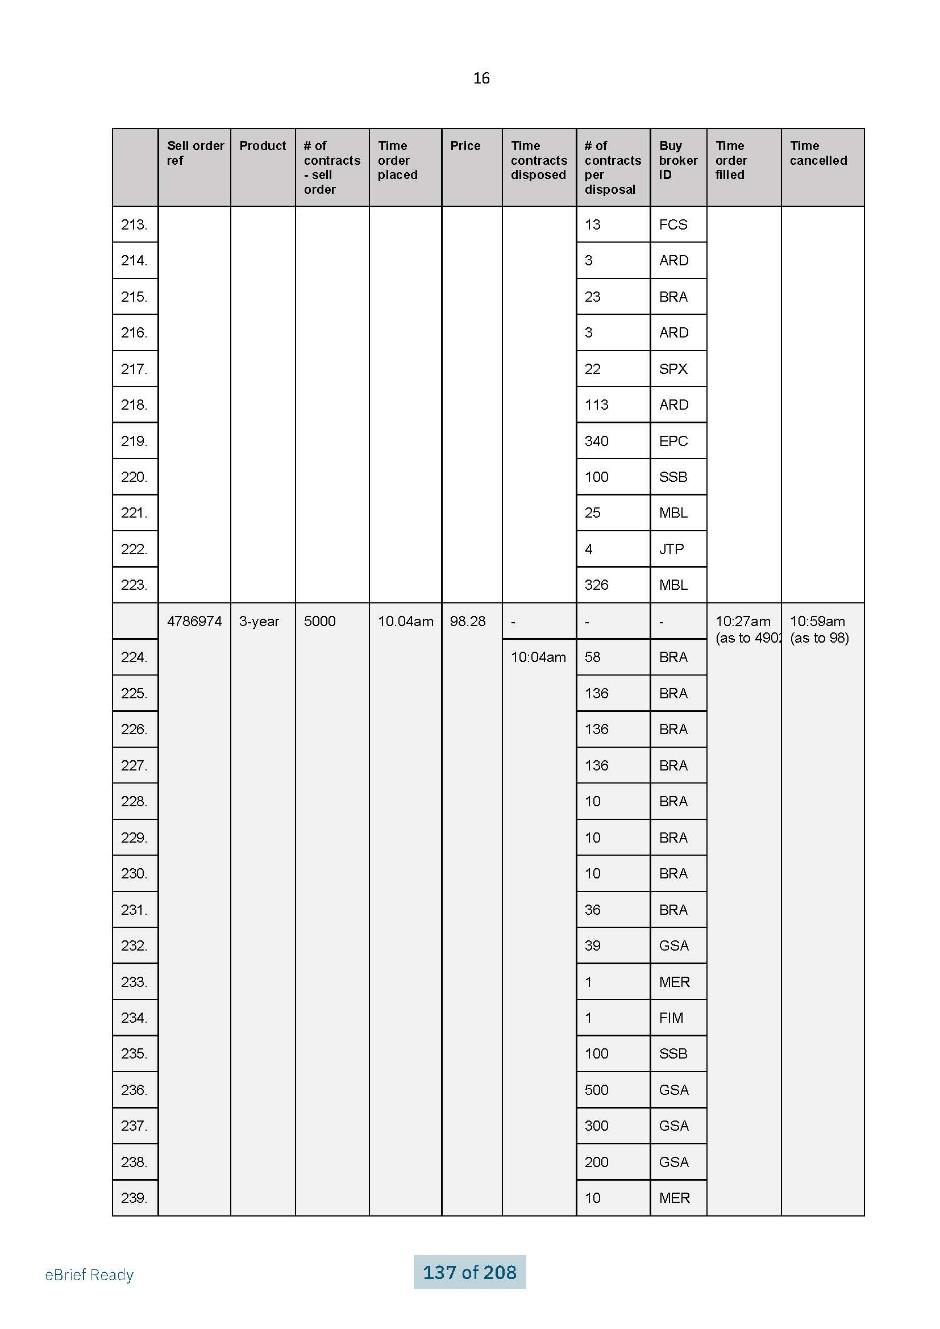 16
Sell order ref | Product | # of contracts - sell order | Time order placed | Price | Time contracts disposed | # of contracts per disposal | Buy broker ID | Time order filled | Time cancelled
213. 13 FCS
214. 3 ARD
215. 23 BRA
216. 3 ARD
217. 22 SPX
218. 113 ARD
219. 340 EPC
220. 100 SSB
221. 25 MBL
222. 4 JTP
223. 326 MBL
4786974 3-year 5000 10.04am 98.28 - - - 10:27am 10:59am
(as to 4902 (as to 98)
224. 10:04am 58 BRA
225. 136 BRA
226. 136 BRA
227. 136 BRA
228. 10 BRA
229. 10 BRA
230. 10 BRA
231. 36 BRA
232. 39 GSA
233. 1 MER
234. 1 FIM
235. 100 SSB
236. 500 GSA
237. 300 GSA
238. 200 GSA
239. 10 MER
eBrief Ready
137 of 208